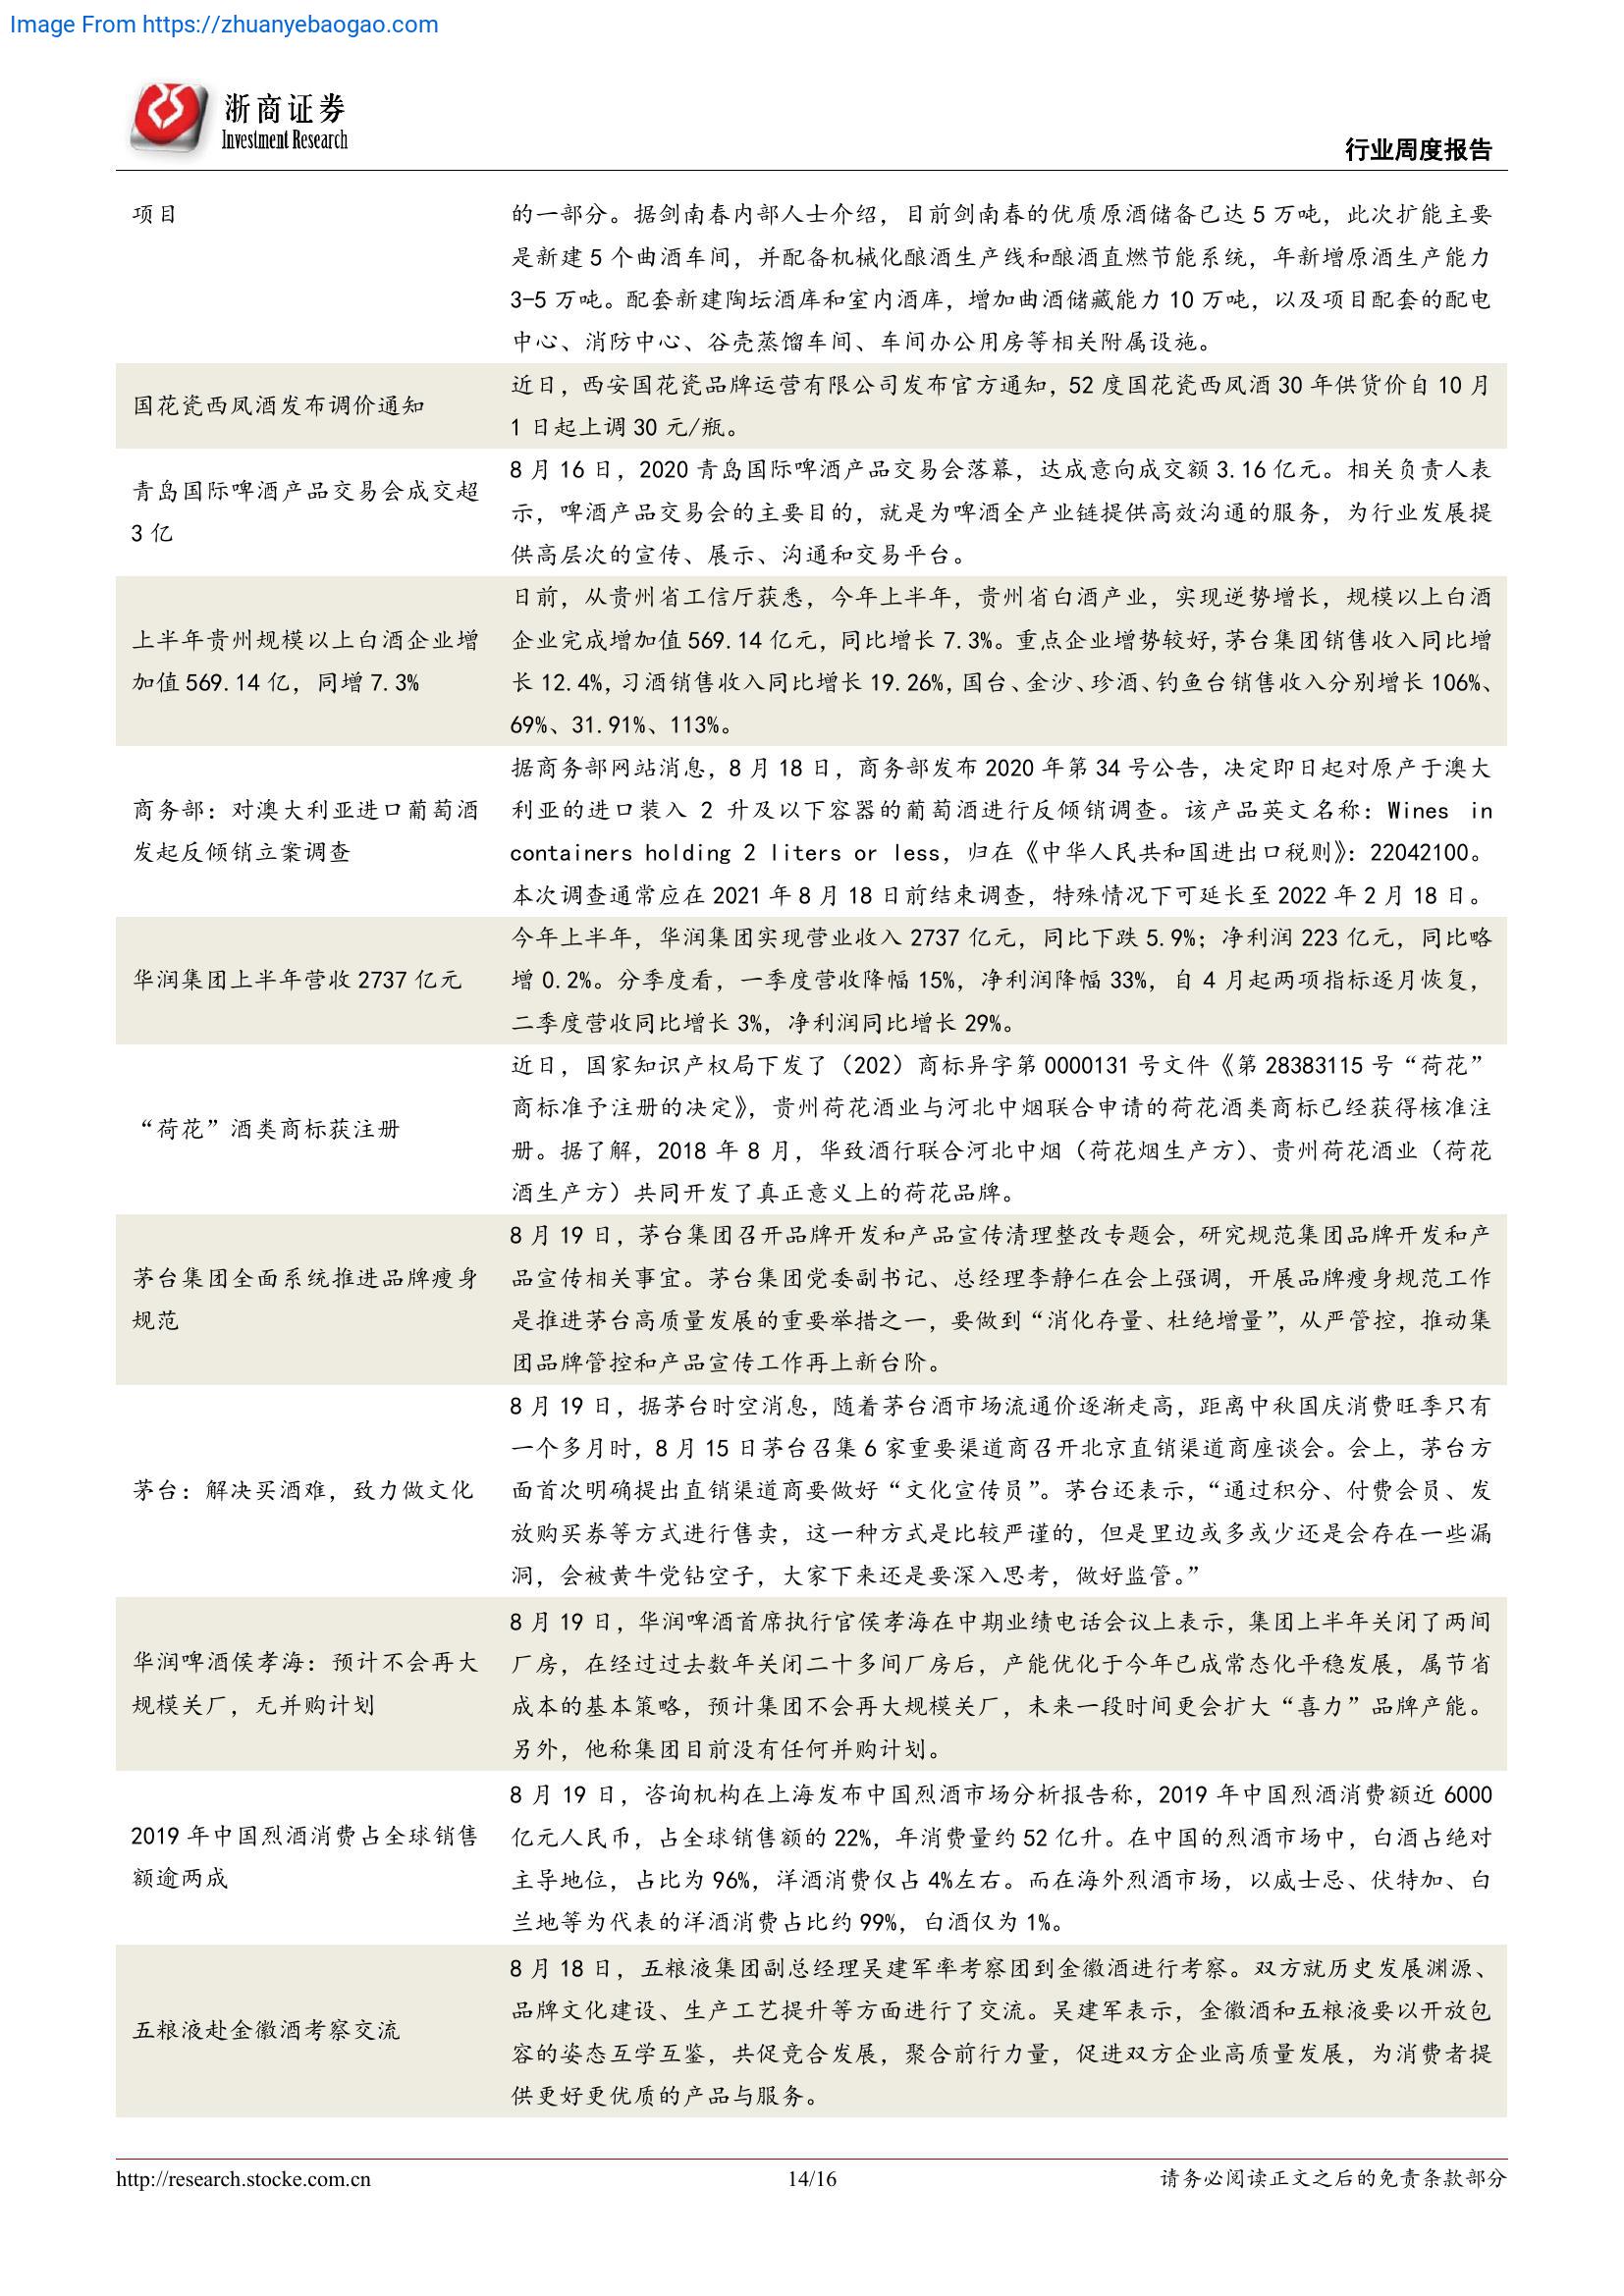 Image From https://zhuanyebaogao.com
浙商证券
Investment Research
行业周度报告
项目
的一部分。据剑南春内部人士介绍，目前剑南春的优质原酒储备已达 5 万吨，此次扩能主要
是新建 5 个曲酒车间，并配备机械化酿酒生产线和酿酒直燃节能系统，年新增原酒生产能力
3-5 万吨。配套新建陶坛酒库和室内酒库，增加曲酒储藏能力 10 万吨，以及项目配套的配电
中心、消防中心、谷壳蒸馏车间、车间办公用房等相关附属设施。
国花瓷西凤酒发布调价通知
近日，西安国花瓷品牌运营有限公司发布官方通知，52 度国花瓷西凤酒 30 年供货价自 10 月
1 日起上调 30 元/瓶。
青岛国际啤酒产品交易会成交超
3 亿
8 月 16 日，2020 青岛国际啤酒产品交易会落幕，达成意向成交额 3.16 亿元。相关负责人表
示，啤酒产品交易会的主要目的，就是为啤酒全产业链提供高效沟通的服务，为行业发展提
供高层次的宣传、展示、沟通和交易平台。
上半年贵州规模以上白酒企业增
加值 569.14 亿，同增 7.3%
日前，从贵州省工信厅获悉，今年上半年，贵州省白酒产业，实现逆势增长，规模以上白酒
企业完成增加值 569.14 亿元，同比增长 7.3%。重点企业增势较好，茅台集团销售收入同比增
长 12.4%，习酒销售收入同比增长 19.26%，国台、金沙、珍酒、钓鱼台销售收入分别增长 106%、
69%、31.91%、113%。
商务部：对澳大利亚进口葡萄酒
发起反倾销立案调查
据商务部网站消息，8 月 18 日，商务部发布 2020 年第 34 号公告，决定即日起对原产于澳大
利亚的进口装入 2 升及以下容器的葡萄酒进行反倾销调查。该产品英文名称：Wines in
containers holding 2 liters or less，归在《中华人民共和国进出口税则》：22042100。
本次调查通常应在 2021 年 8 月 18 日前结束调查，特殊情况下可延长至 2022 年 2 月 18 日。
华润集团上半年营收 2737 亿元
今年上半年，华润集团实现营业收入 2737 亿元，同比下跌 5.9%；净利润 223 亿元，同比略
增 0.2%。分季度看，一季度营收降幅 15%，净利润降幅 33%，自 4 月起两项指标逐月恢复，
二季度营收同比增长 3%，净利润同比增长 29%。
“荷花”酒类商标获注册
近日，国家知识产权局下发了（202）商标异字第 0000131 号文件《第 28383115 号“荷花”
商标准予注册的决定》，贵州荷花酒业与河北中烟联合申请的荷花酒类商标已经获得核准注
册。据了解，2018 年 8 月，华致酒行联合河北中烟（荷花烟生产方）、贵州荷花酒业（荷花
酒生产方）共同开发了真正意义上的荷花品牌。
茅台集团全面系统推进品牌瘦身
规范
8 月 19 日，茅台集团召开品牌开发和产品宣传清理整改专题会，研究规范集团品牌开发和产
品宣传相关事宜。茅台集团党委副书记、总经理李静仁在会上强调，开展品牌瘦身规范工作
是推进茅台高质量发展的重要举措之一，要做到“消化存量、杜绝增量”，从严管控，推动集
团品牌管控和产品宣传工作再上新台阶。
茅台：解决买酒难，致力做文化
8 月 19 日，据茅台时空消息，随着茅台酒市场流通价逐渐走高，距离中秋国庆消费旺季只有
一个多月时，8 月 15 日茅台召集 6 家重要渠道商召开北京直销渠道商座谈会。会上，茅台方
面首次明确提出直销渠道商要做好“文化宣传员”。茅台还表示，“通过积分、付费会员、发
放购买券等方式进行售卖，这一种方式是比较严谨的，但是里边或多或少还是会存在一些漏
洞，会被黄牛党钻空子，大家下来还是要深入思考，做好监管。”
华润啤酒侯孝海：预计不会再大
规模关厂，无并购计划
8 月 19 日，华润啤酒首席执行官侯孝海在中期业绩电话会议上表示，集团上半年关闭了两间
厂房，在经过过去数年关闭二十多间厂房后，产能优化于今年已成常态化平稳发展，属节省
成本的基本策略，预计集团不会再大规模关厂，未来一段时间更会扩大“喜力”品牌产能。
另外，他称集团目前没有任何并购计划。
2019 年中国烈酒消费占全球销售
额逾两成
8 月 19 日，咨询机构在上海发布中国烈酒市场分析报告称，2019 年中国烈酒消费额近 6000
亿元人民币，占全球销售额的 22%，年消费量约 52 亿升。在中国的烈酒市场中，白酒占绝对
主导地位，占比为 96%，洋酒消费仅占 4%左右。而在海外烈酒市场，以威士忌、伏特加、白
兰地等为代表的洋酒消费占比约 99%，白酒仅为 1%。
五粮液赴金徽酒考察交流
8 月 18 日，五粮液集团副总经理吴建军率考察团到金徽酒进行考察。双方就历史发展渊源、
品牌文化建设、生产工艺提升等方面进行了交流。吴建军表示，金徽酒和五粮液要以开放包
容的姿态互学互鉴，共促竞合发展，聚合前行力量，促进双方企业高质量发展，为消费者提
供更好更优质的产品与服务。
http://research.stocke.com.cn
14/16
请务必阅读正文之后的免责条款部分